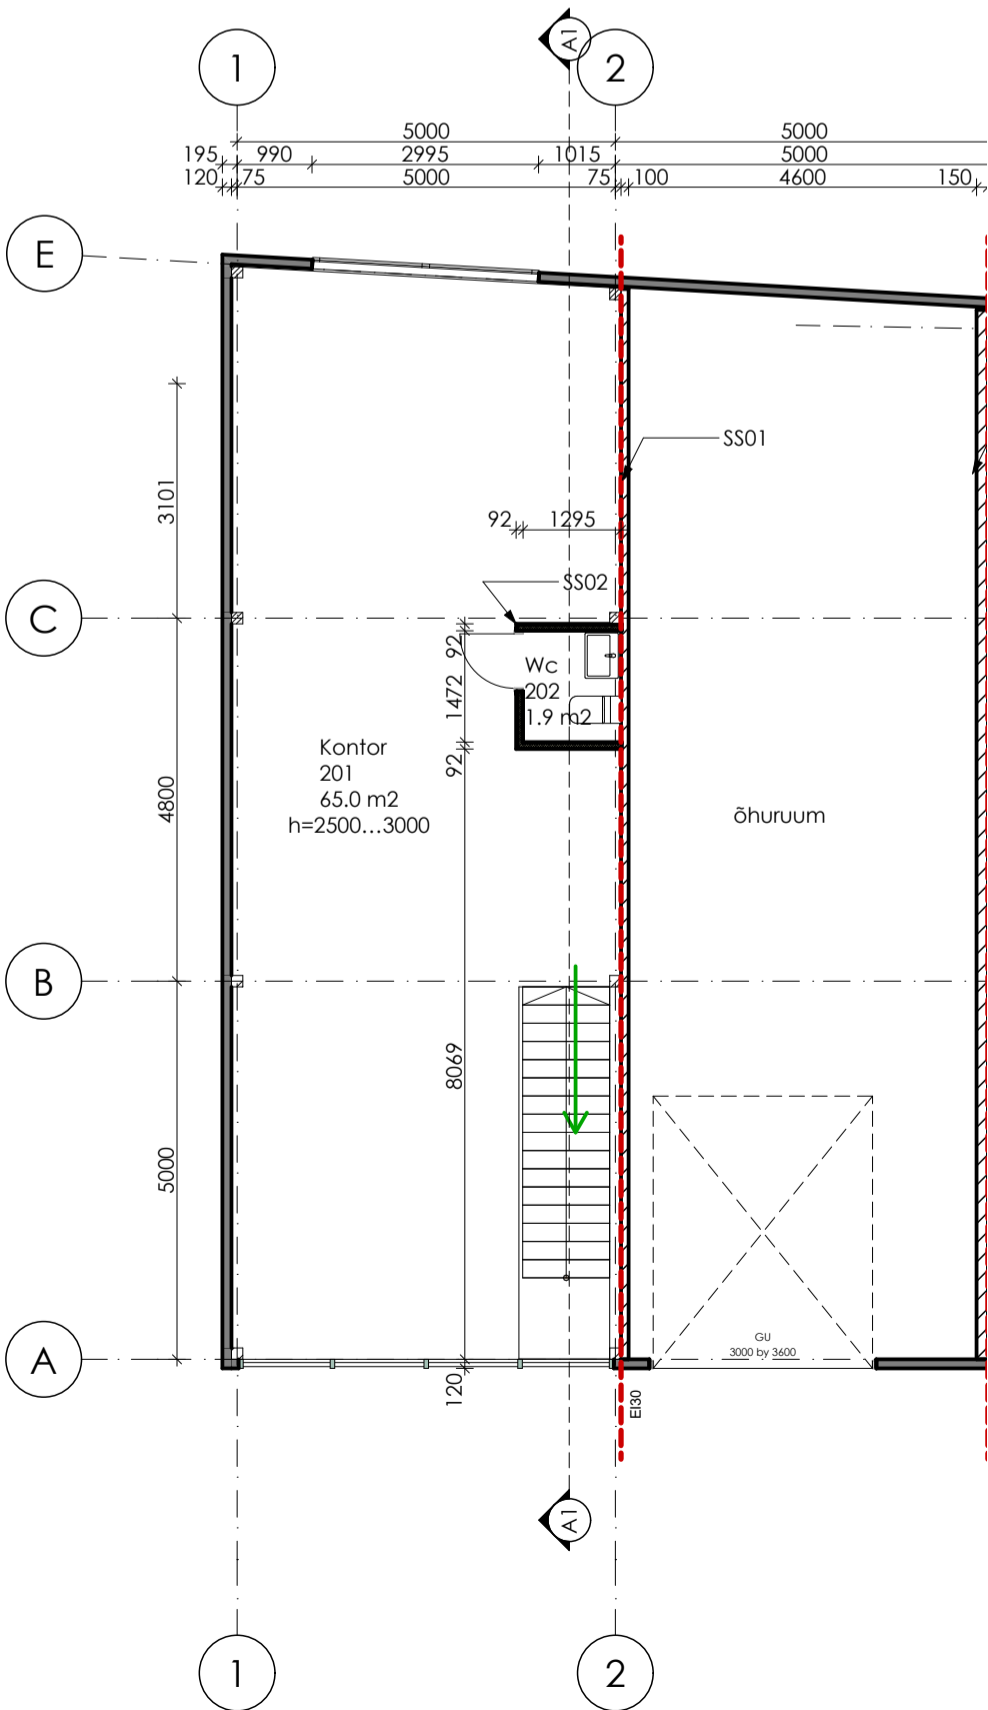 A1
1
2
5000
5000
195
990
2995
1015
5000
120
75
5000
75
100
4600
150
E
SS01
3101
92
1295
SS02
C
92
Wc
202
1.9 m2
1472
92
Kontor
201
65.0 m2
h=2500...3000
4800
õhuruum
B
8069
5000
GU
3000 by 3600
A
120
EI30
A1
1
2